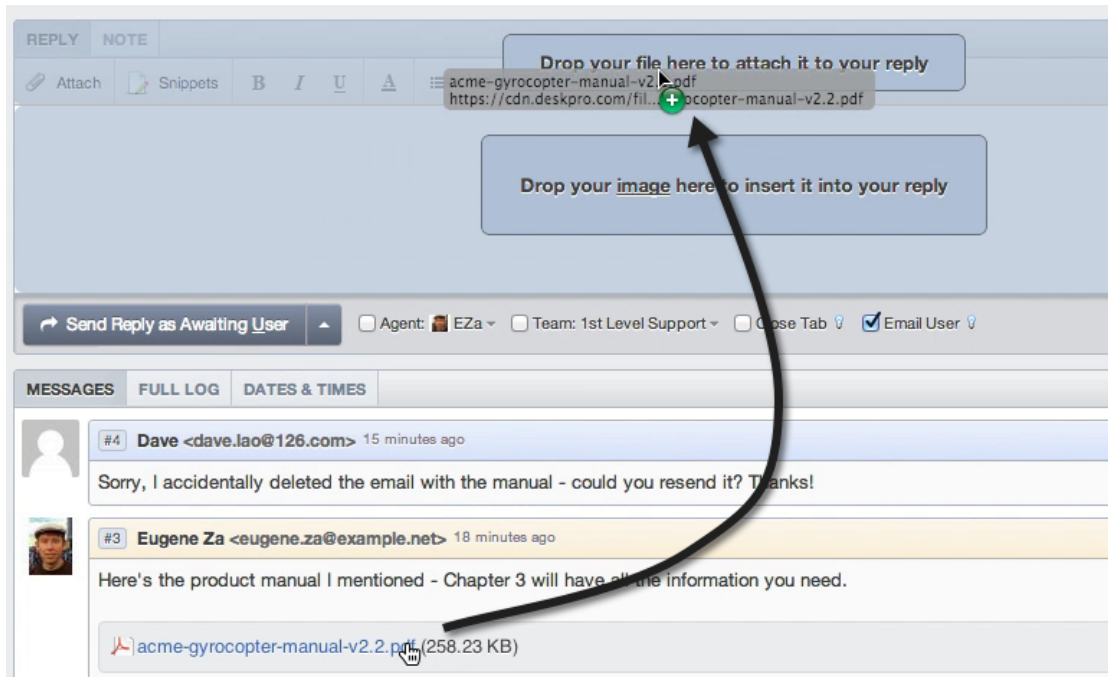 REPLY NOTE
Drop your file here to attach it to your reply
Attach Snippets B I U A
acme-gyrocopter-manual-v2. pdf
https://cdn.deskpro.com/fil... ocopter-manual-v2.2.pdf
Drop your image here to insert it into your reply
Send Reply as Awaiting User Agent: EZa Team: 1st Level Support Close Tab Email User
MESSAGES FULL LOG DATES & TIMES
#4 Dave <dave.lao@126.com> 15 minutes ago
Sorry, I accidentally deleted the email with the manual - could you resend it? Thanks!
#3 Eugene Za <eugene.za@example.net> 18 minutes ago
Here's the product manual I mentioned - Chapter 3 will have all the information you need.
acme-gyrocopter-manual-v2.2.pdf (258.23 KB)